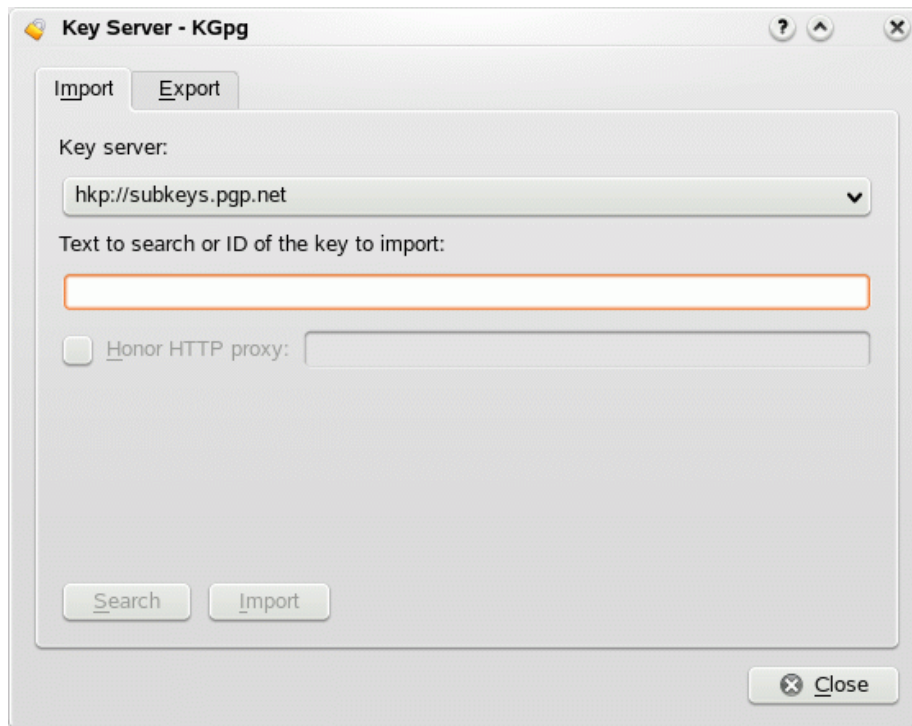 Key Server - KGpg
Import Export
Key server:
hkp://subkeys.pgp.net
Text to search or ID of the key to import:
Honor HTTP proxy:
Search Import
Close